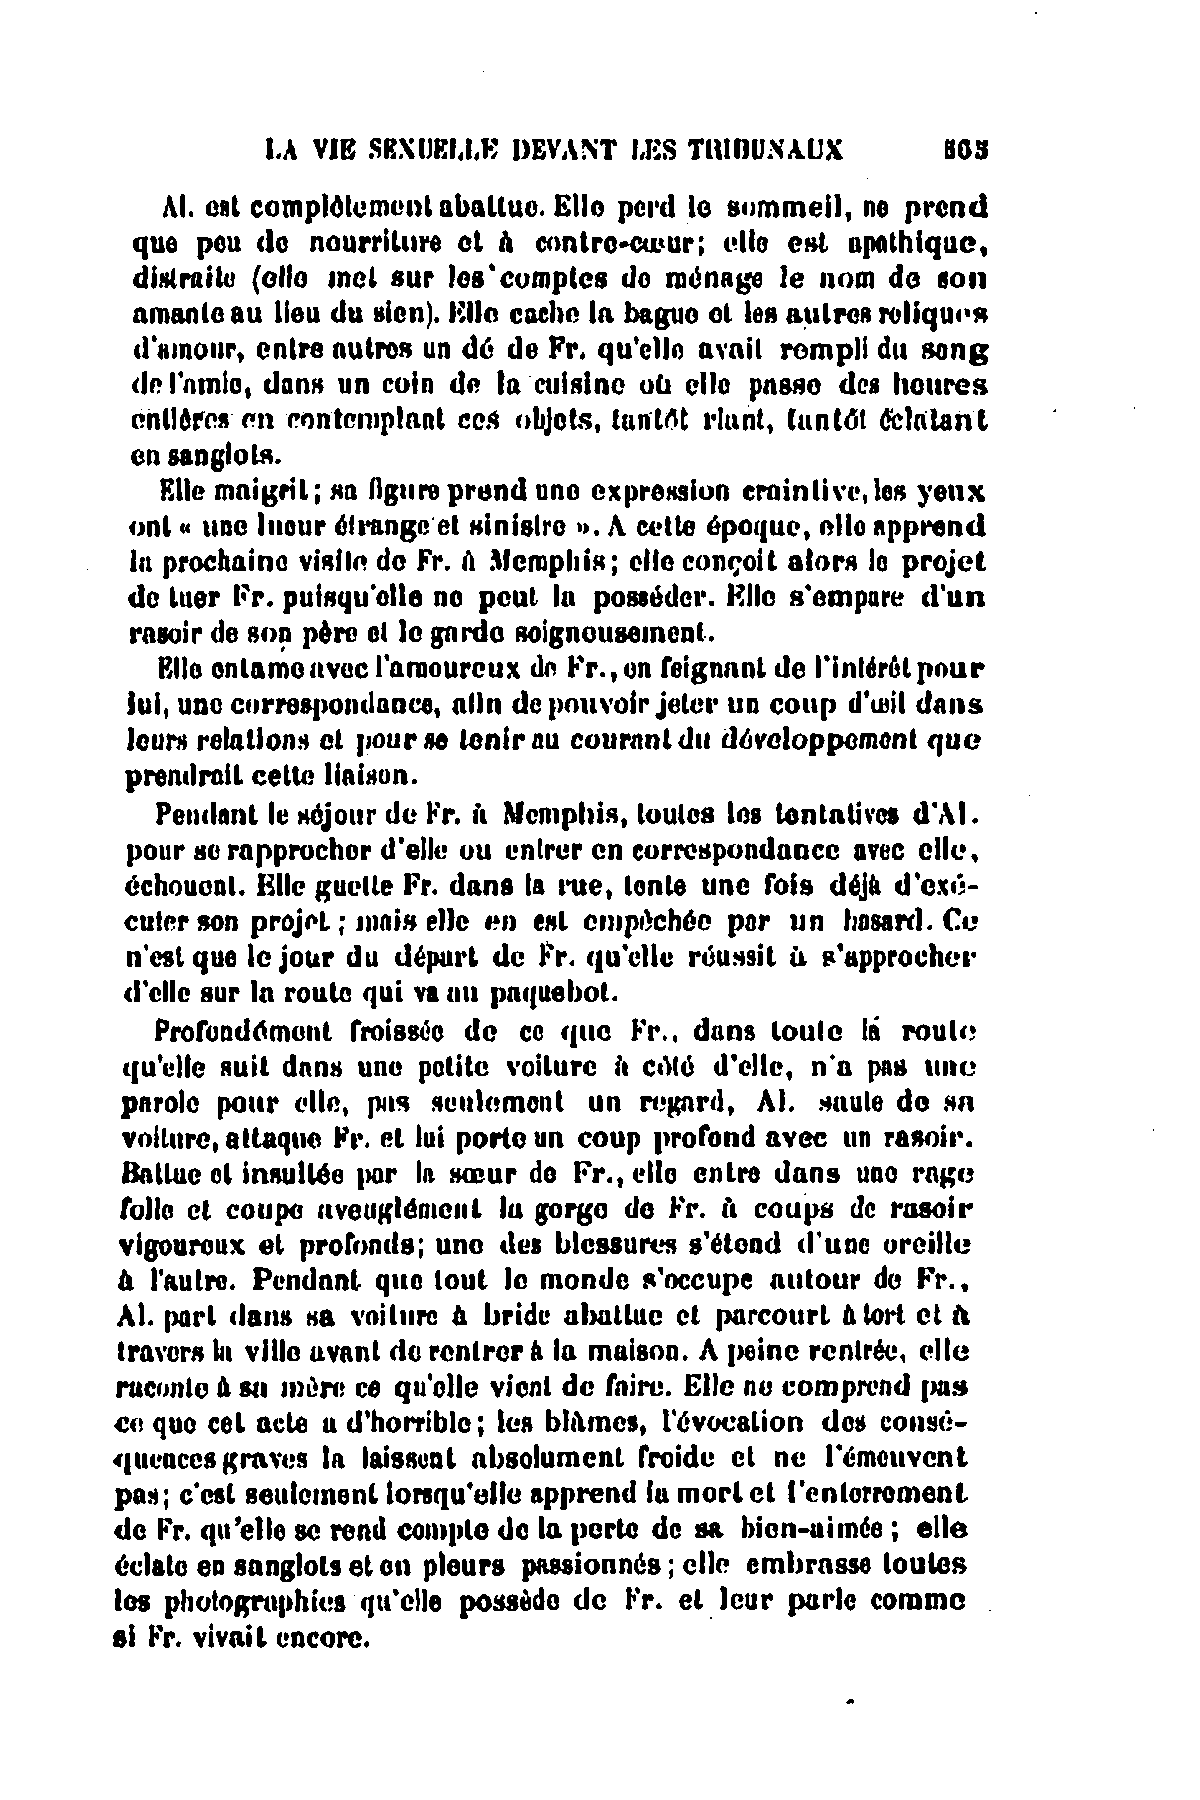 LA VIE SEXUELLE DEVANT LES TRIBUNAUX 505
Al. est complètement abattue. Elle perd le sommeil, ne prend
que peu de nourriture et à contre-cœur; elle est apathique,
distraite (elle met sur les comptes de ménage le nom de son
amante au lieu du sien). Elle cache la bague et les autres reliques
d'amour, entre autres un dé de Fr. qu'elle avait rempli du sang
de l'amie, dans un coin de la cuisine où elle passe des heures
entières en contemplant ces objets, tantôt riant, tantôt éclatant
en sanglots.
Elle maigrit; sa figure prend une expression craintive, les yeux
ont « une lueur étrange et sinistre ». A cette époque, elle apprend
la prochaine visite de Fr. à Memphis; elle conçoit alors le projet
de tuer Fr. puisqu'elle ne peut la posséder. Elle s'empare d'un
rasoir de son père et le garde soigneusement.
Elle entame avec l'amoureux de Fr., en feignant de l'intérêt pour
lui, une correspondance, afin de pouvoir jeter un coup d'œil dans
leurs relations et pour se tenir au courant du développement que
prendrait cette liaison.
Pendant le séjour de Fr. à Memphis, toutes les tentatives d'Al.
pour se rapprocher d'elle ou entrer en correspondance avec elle,
échouent. Elle guette Fr. dans la rue, tente une fois déjà d'exé-
cuter son projet; mais elle en est empêchée par un hasard. Ce
n'est que le jour du départ de Fr. qu'elle réussit à s'approcher
d'elle sur la route qui va au paquebot.
Profondément froissée de ce que Fr., dans toute la route
qu'elle suit dans une petite voiture à côté d'elle, n'a pas une
parole pour elle, pas seulement un regard, Al. saute de sa
voiture, attaque Fr. et lui porte un coup profond avec un rasoir.
Battue et insultée par la sœur de Fr., elle entre dans une rage
folle et coupe aveuglément la gorge de Fr. à coups de rasoir
vigoureux et profonds; une des blessures s'étend d'une oreille
à l'autre. Pendant que tout le monde s'occupe autour de Fr.,
Al. part dans sa voiture à bride abattue et parcourt à tort et à
travers la ville avant de rentrer à la maison. A peine rentrée, elle
raconte à sa mère ce qu'elle vient de faire. Elle ne comprend pas
ce que cet acte a d'horrible; les blâmes, l'évocation des consé-
quences graves la laissent absolument froide et ne l'émeuvent
pas; c'est seulement lorsqu'elle apprend la mort et l'enterrement
de Fr. qu'elle se rend compte de la perte de sa bien-aimée; elle
éclate en sanglots et en pleurs passionnés; elle embrasse toutes
les photographies qu'elle possède de Fr. et leur parle comme
si Fr. vivait encore.